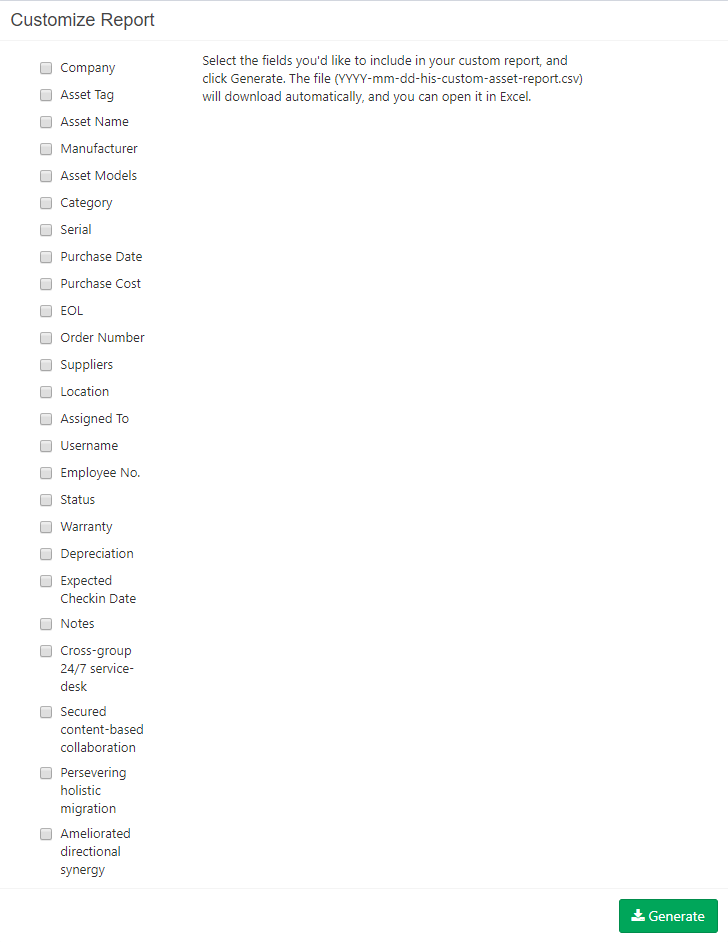 Customize Report
Company
Asset Tag
Asset Name
Manufacturer
Asset Models
Category
Serial
Purchase Date
Purchase Cost
EOL
Order Number
Suppliers
Location
Assigned To
Username
Employee No.
Status
Warranty
Depreciation
Expected
Checkin Date
Notes
Cross-group
24/7 service-
desk
Secured
content-based
collaboration
Persevering
holistic
migration
Ameliorated
directional
synergy
Select the fields you'd like to include in your custom report, and
click Generate. The file (YYYY-mm-dd-his-custom-asset-report.csv)
will download automatically, and you can open it in Excel.
Generate